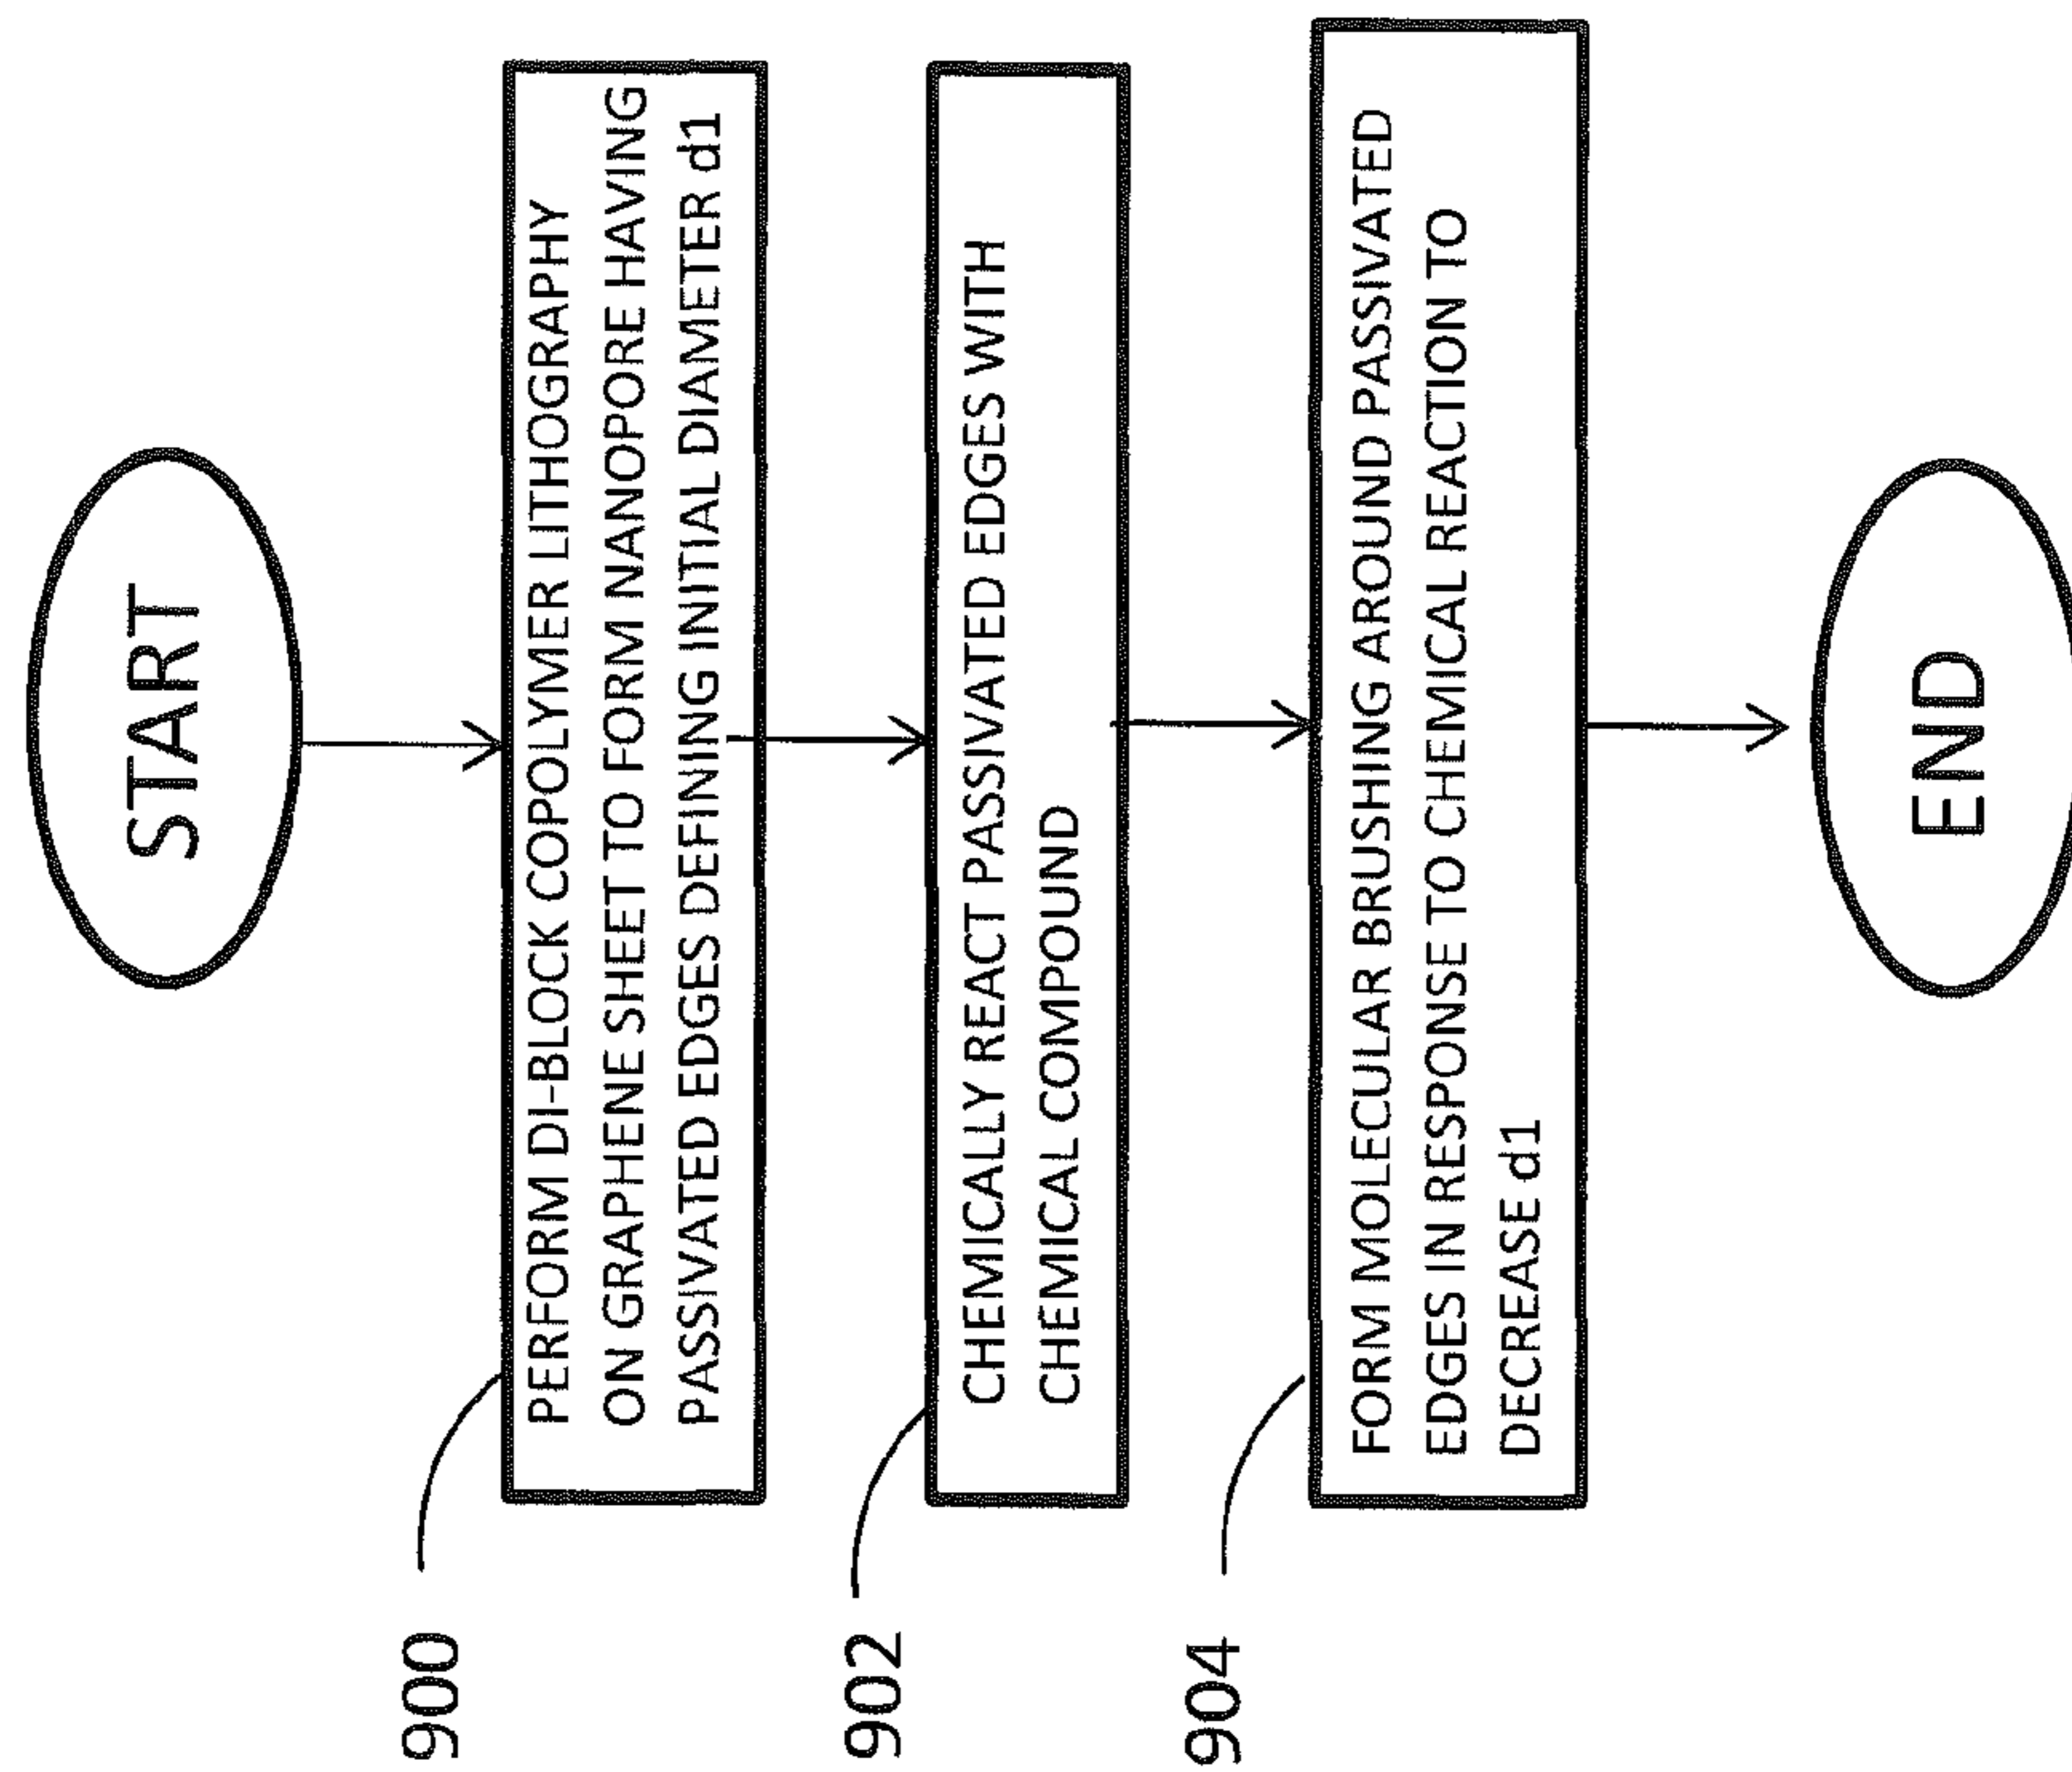 START
900
PERFORM DI-BLOCK COPOLYMER LITHOGRAPHY
ON GRAPHENE SHEET TO FORM NANOPORE HAVING
PASSIVATED EDGES DEFINING INITIAL DIAMETER d1
902
CHEMICALLY REACT PASSIVATED EDGES WITH
CHEMICAL COMPOUND
904
FORM MOLECULAR BRUSHING AROUND PASSIVATED
EDGES IN RESPONSE TO CHEMICAL REACTION TO
DECREASE d1
END